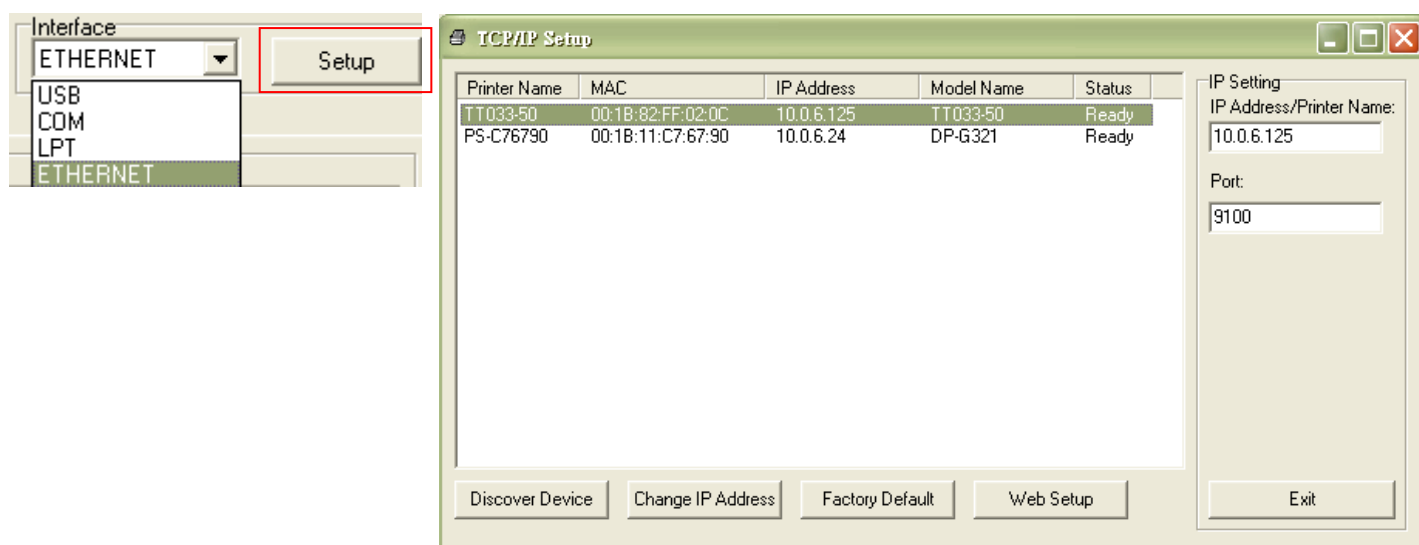 Interface
ETHERNET
Setup
USB
COM
LPT
ETHERNET
TCP/IP Setup
Printer Name MAC IP Address Model Name Status
TT033-50 00:1B:82:FF:02:0C 10.0.6.125 TT033-50 Ready
PS-C76790 00:1B:11:C7:67:90 10.0.6.24 DP-G321 Ready
IP Setting
IP Address/Printer Name:
10.0.6.125
Port:
9100
Discover Device Change IP Address Factory Default Web Setup Exit